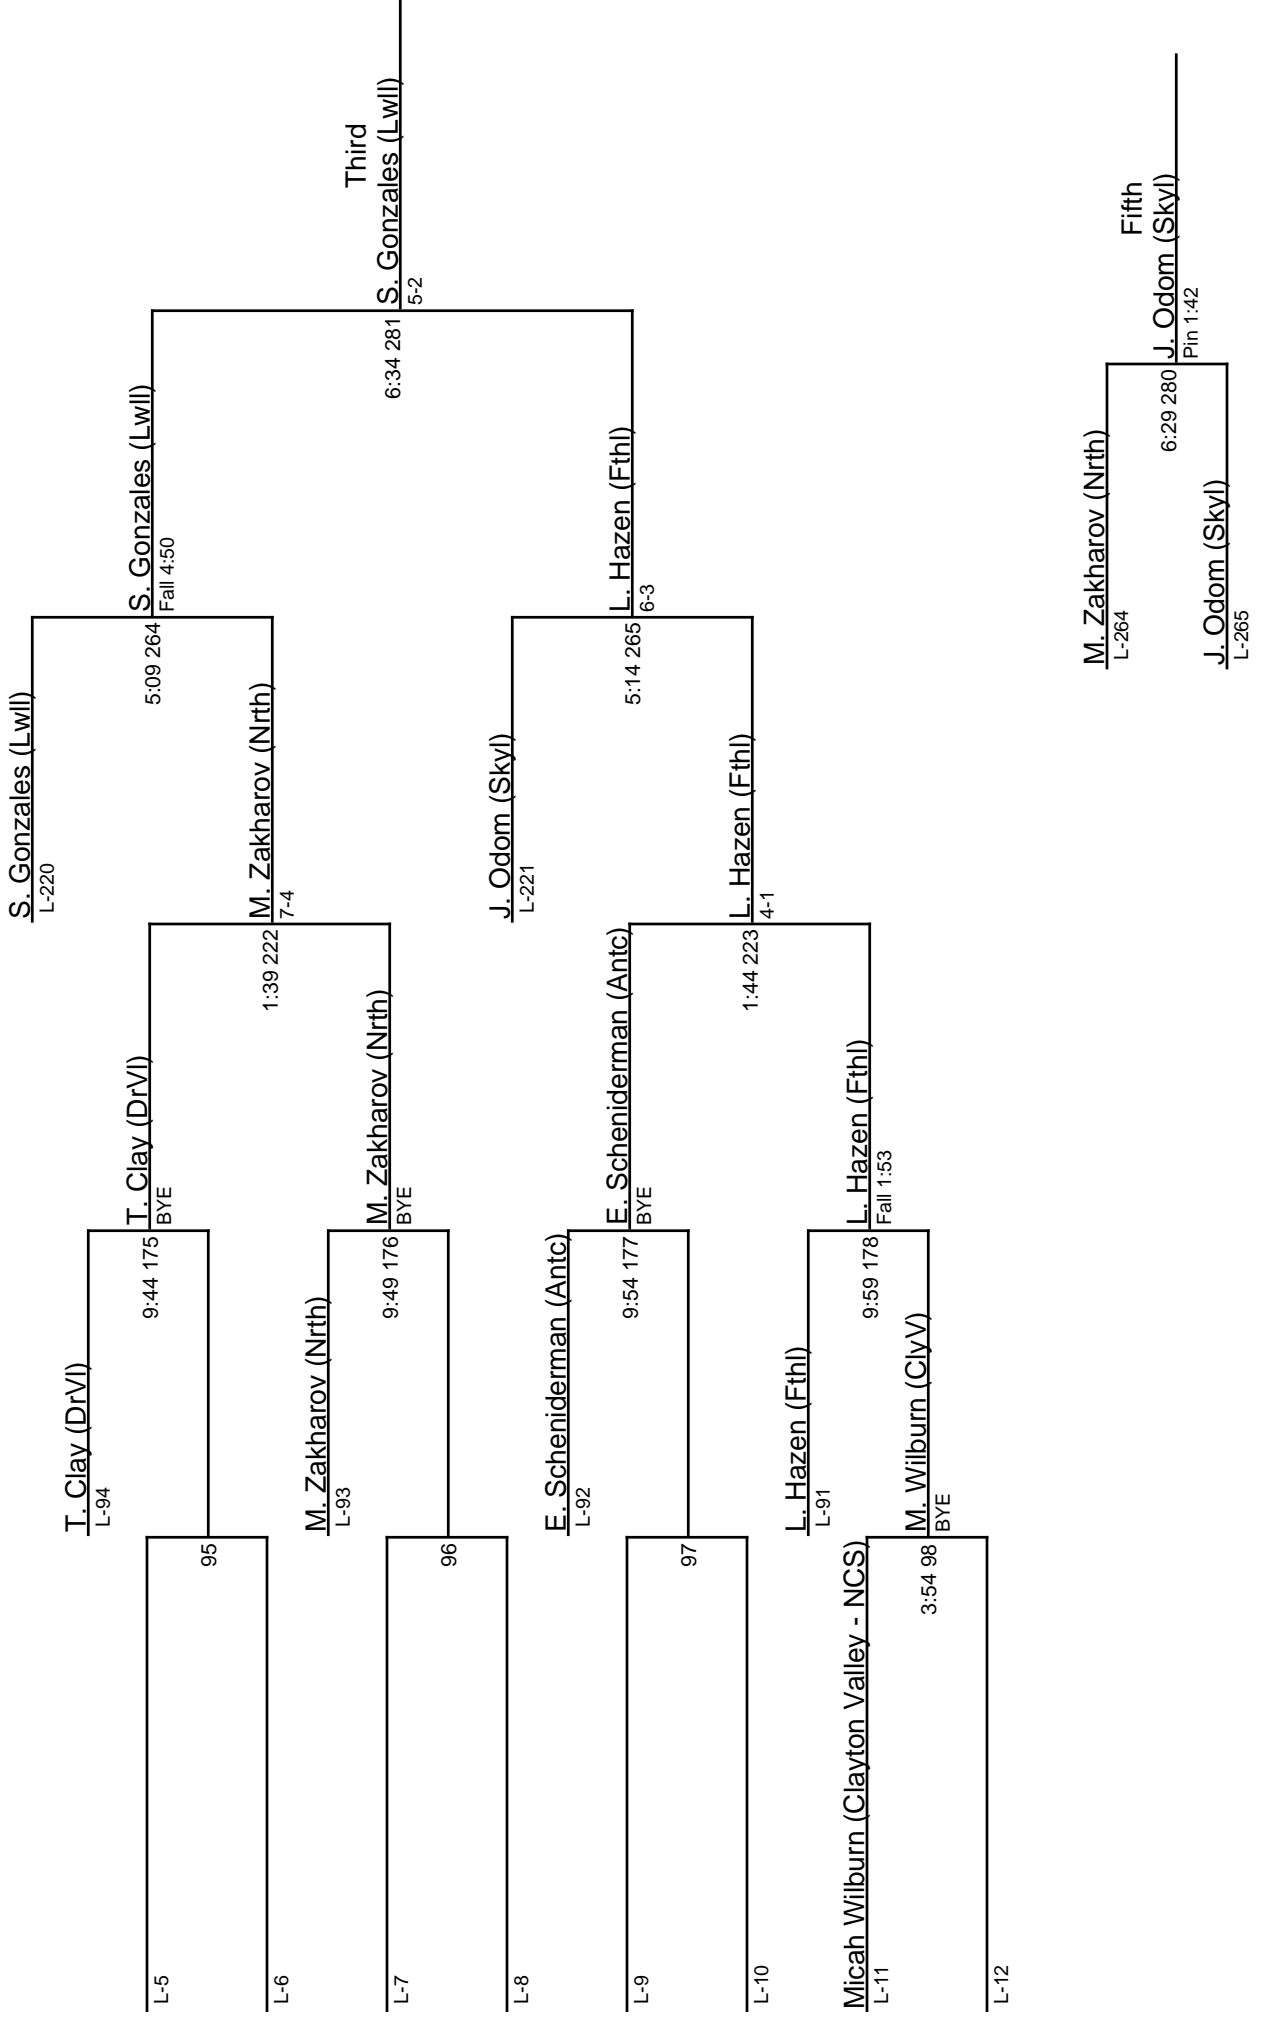 L-5
L-6
L-7
L-8
L-9
L-10
Micah Wilburn (Clayton Valley - NCS)
L-11
L-12
T. Clay (DrVl)
L-94
95
M. Zakharov (Nrth)
L-93
96
E. Scheniderman (Antc)
L-92
97
L. Hazen (Fthl)
L-91
M. Wilburn (ClyV)
BYE
3:54 98
T. Clay (DrVl)
BYE
9:44 175
M. Zakharov (Nrth)
BYE
9:49 176
E. Scheniderman (Antc)
BYE
9:54 177
L. Hazen (Fthl)
Fall 1:53
9:59 178
S. Gonzales (Lwll)
L-220
M. Zakharov (Nrth)
7-4
1:39 222
J. Odom (Skyl)
L-221
L. Hazen (Fthl)
4-1
1:44 223
S. Gonzales (Lwll)
Fall 4:50
5:09 264
L. Hazen (Fthl)
6-3
5:14 265
Third
S. Gonzales (Lwll)
5-2
6:34 281
M. Zakharov (Nrth)
L-264
J. Odom (Skyl)
L-265
Fifth
J. Odom (Skyl)
Pin 1:42
6:29 280